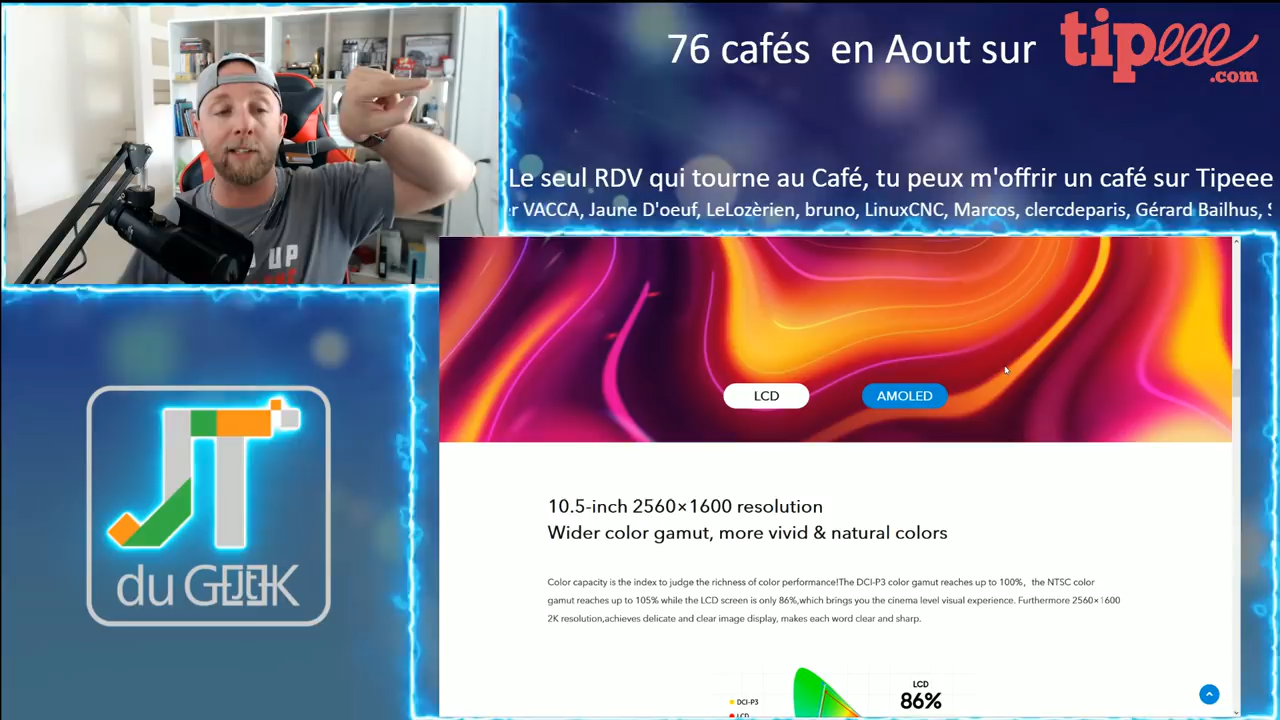 76 cafés en Aout sur
tipeee
.com
Le seul RDV qui tourne au Café, tu peux m'offrir un café sur Tipeee
VACCA, Jaune D'oeuf, LeLozèrien, bruno, LinuxCNC, Marcos, clercdeparis, Gérard Bailhus,
UP
LCD
AMOLED
10.5-inch 2560×1600 resolution
Wider color gamut, more vivid & natural colors
Color capacity is the index to judge the richness of color performance!The DCI-P3 color gamut reaches up to 100%, the NTSC color
gamut reaches up to 105% while the LCD screen is only 86%,which brings you the cinema level visual experience. Furthermore 2560×1600
2K resolution,achieves delicate and clear image display, makes each word clear and sharp.
JT
du GEEK
LCD
86%
DCI-P3
LCD